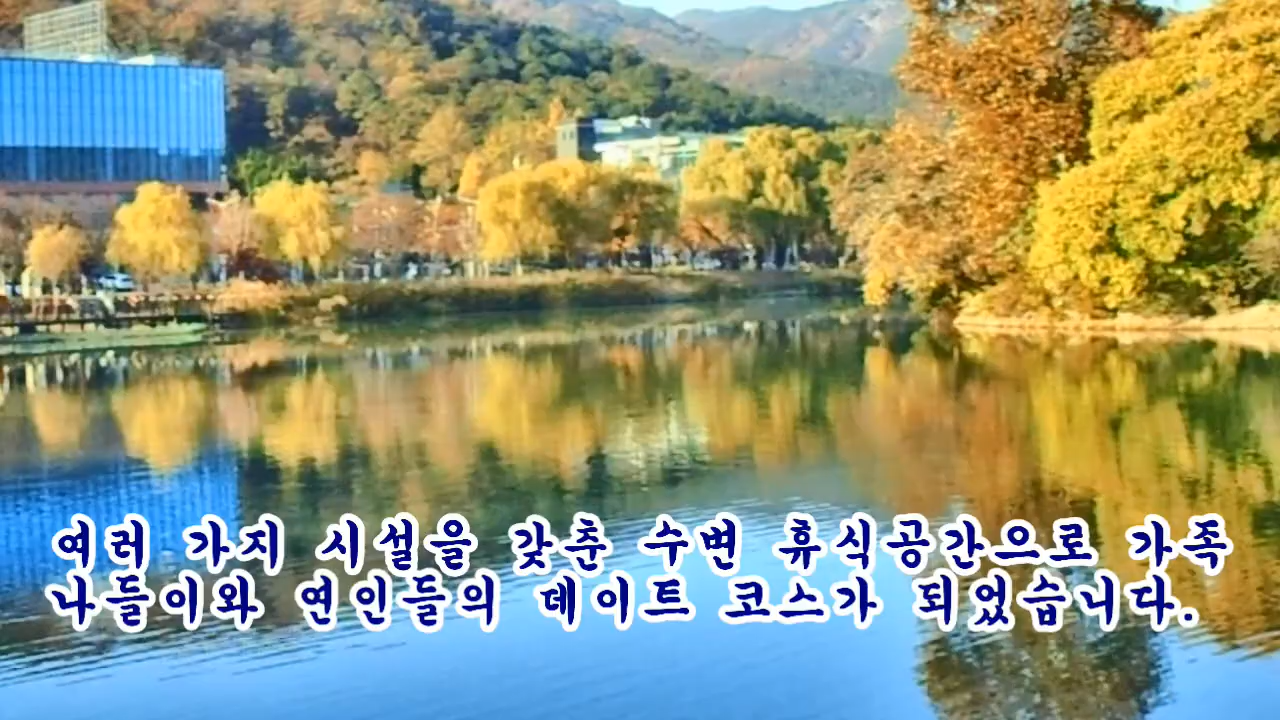 여러 가지 시설을 갖춘 수변 휴식공간으로 가족
나들이와 연인들의 데이트 코스가 되었습니다.